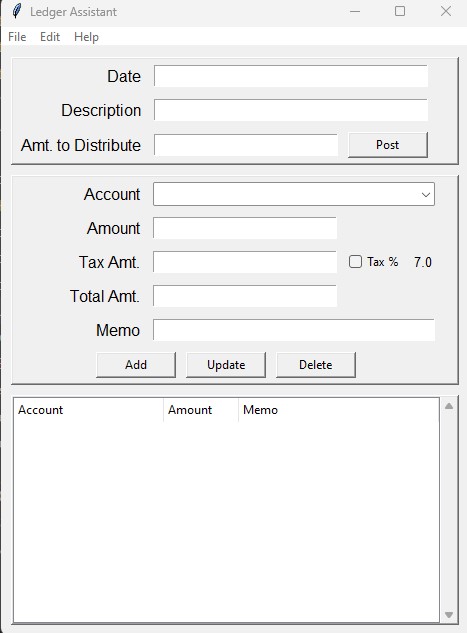 Ledger Assistant
File Edit Help
Date
Description
Amt. to Distribute Post
Account
Amount
Tax Amt. Tax % 7.0
Total Amt.
Memo
Add Update Delete
Account Amount Memo